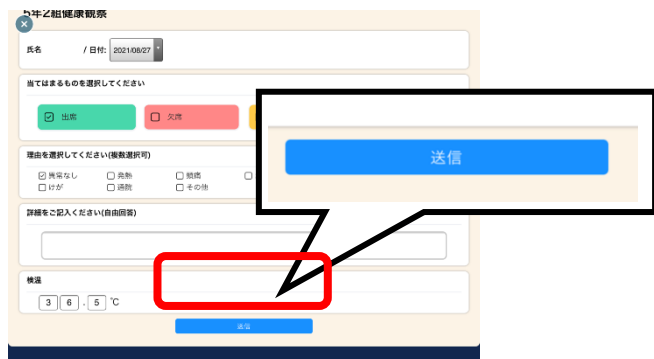 5年2組健康観察
氏名 / 日付: 2021/08/27
当てはまるものを選択してください
出席 欠席
理由を選択してください(複数選択可)
異常なし 発熱 頭痛
けが 通院 その他
詳細をご記入ください(自由回答)
検温
3 6 . 5 ℃
送信
送信